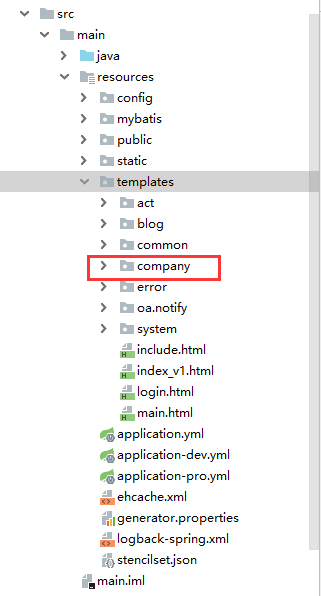 src
main
java
resources
config
mybatis
public
static
templates
act
blog
common
company
error
oa.notify
system
include.html
index_v1.html
login.html
main.html
application.yml
application-dev.yml
application-pro.yml
ehcache.xml
generator.properties
logback-spring.xml
stencilset.json
main.iml